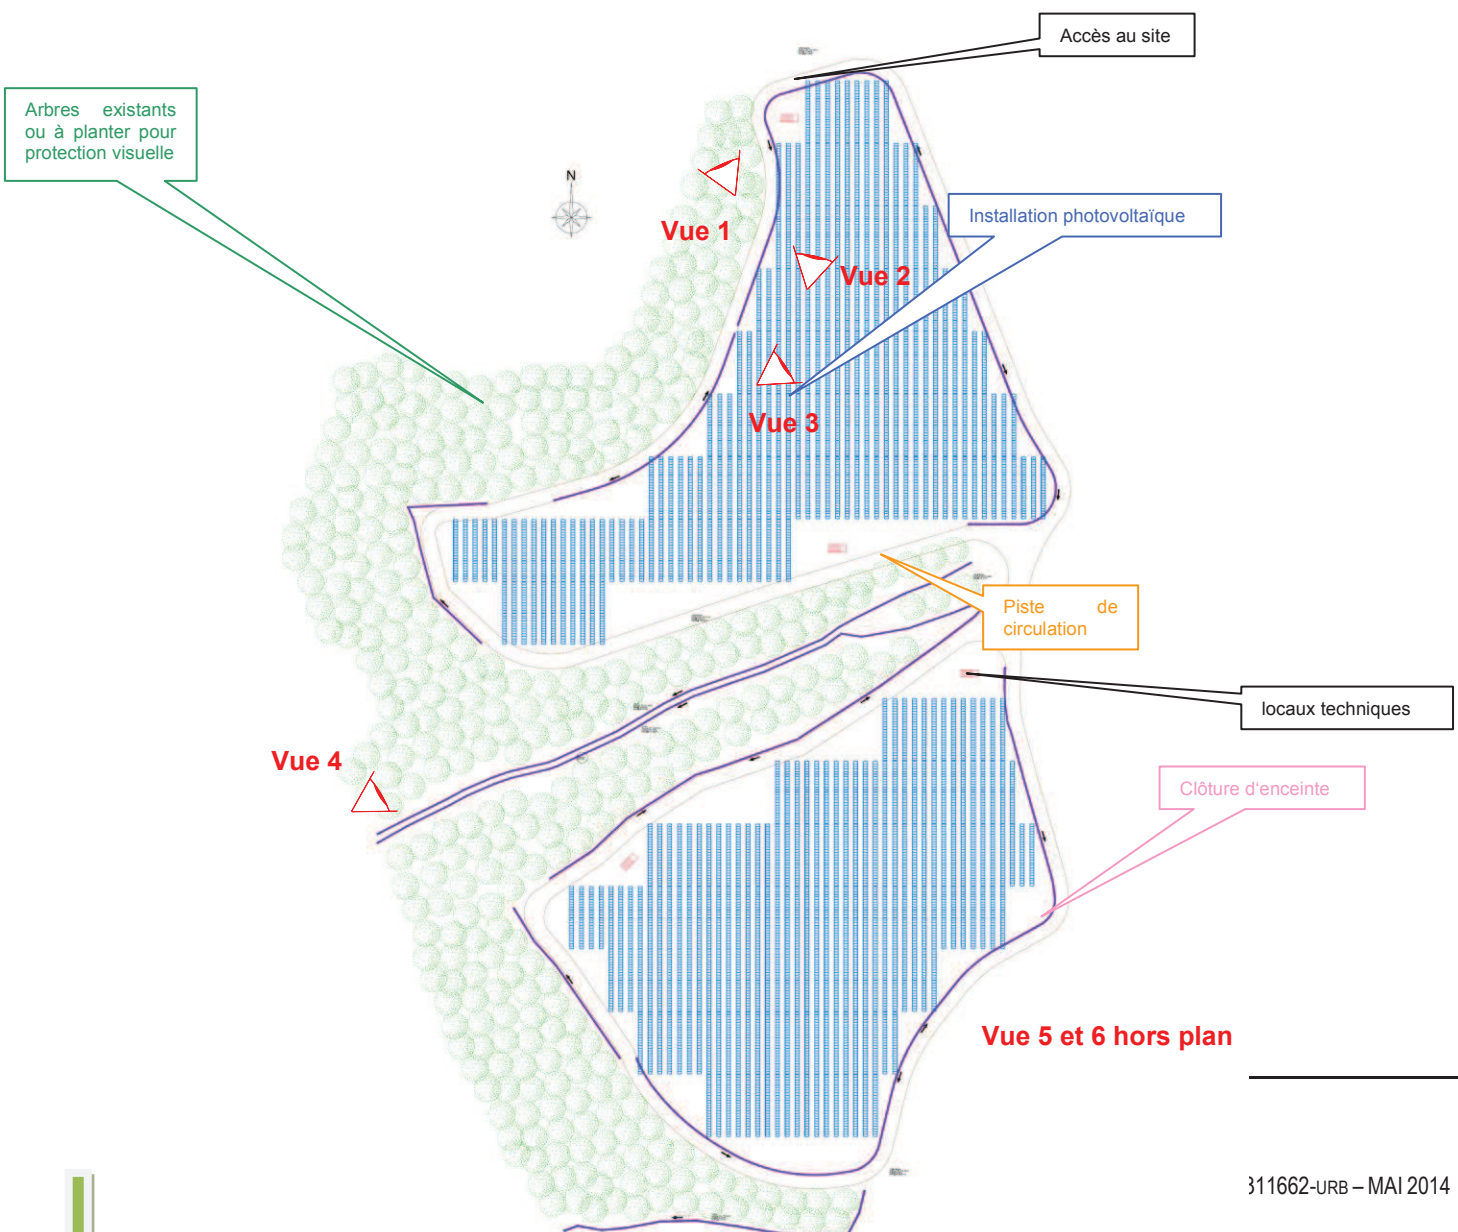 Accès au site
Arbres existants
ou à planter pour
protection visuelle
N
Installation photovoltaïque
Vue 1
Vue 2
Vue 3
Piste de
circulation
locaux techniques
Vue 4
Clôture d'enceinte
Vue 5 et 6 hors plan
311662-URB – MAI 2014